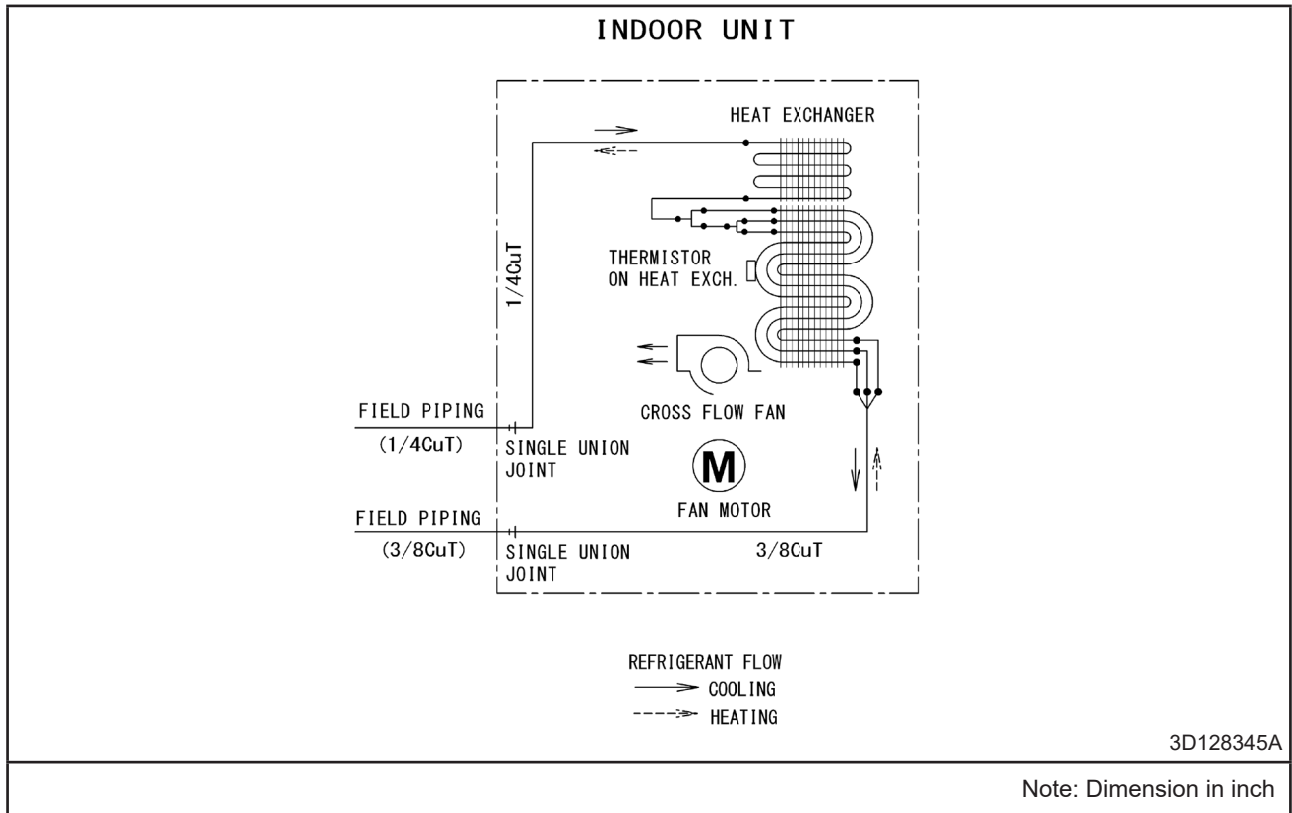 INDOOR UNIT
HEAT EXCHANGER
1/4CuT
THERMISTOR
ON HEAT EXCH.
CROSS FLOW FAN
FIELD PIPING
(1/4CuT)
SINGLE UNION
JOINT
M
FAN MOTOR
FIELD PIPING
(3/8CuT)
SINGLE UNION
JOINT
3/8CuT
REFRIGERANT FLOW
COOLING
HEATING
3D128345A
Note: Dimension in inch